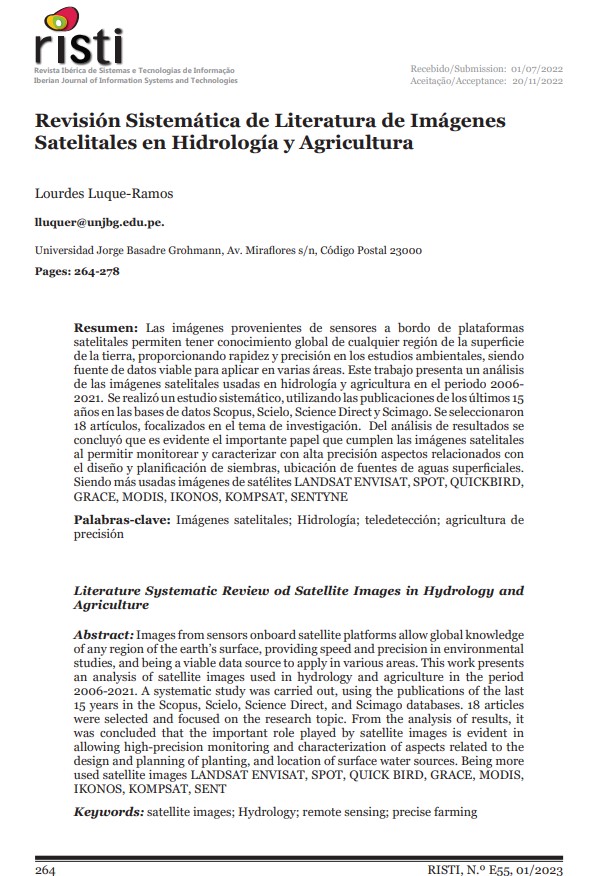 risti
Revista Ibérica de Sistemas e Tecnologias de Informação
Iberian Journal of Information Systems and Technologies
Recebido/Submission: 01/07/2022
Aceitação/Acceptance: 20/11/2022
Revisión Sistemática de Literatura de Imágenes
Satelitales en Hidrología y Agricultura
Lourdes Luque-Ramos
lluquer@unjbg.edu.pe.
Universidad Jorge Basadre Grohmann, Av. Miraflores s/n, Código Postal 23000
Pages: 264-278
Resumen: Las imágenes provenientes de sensores a bordo de plataformas
satelitales permiten tener conocimiento global de cualquier región de la superficie
de la tierra, proporcionando rapidez y precisión en los estudios ambientales, siendo
fuente de datos viable para aplicar en varias áreas. Este trabajo presenta un análisis
de las imágenes satelitales usadas en hidrología y agricultura en el periodo 2006-
2021. Se realizó un estudio sistemático, utilizando las publicaciones de los últimos 15
años en las bases de datos Scopus, Scielo, Science Direct y Scimago. Se seleccionaron
18 artículos, focalizados en el tema de investigación. Del análisis de resultados se
concluyó que es evidente el importante papel que cumplen las imágenes satelitales
al permitir monitorear y caracterizar con alta precisión aspectos relacionados con
el diseño y planificación de siembras, ubicación de fuentes de aguas superficiales.
Siendo más usadas imágenes de satélites LANDSAT ENVISAT, SPOT, QUICKBIRD,
GRACE, MODIS, IKONOS, KOMPSAT, SENTYNE
Palabras-clave: Imágenes satelitales; Hidrología; teledetección; agricultura de
precisión
Literature Systematic Review od Satellite Images in Hydrology and
Agriculture
Abstract: Images from sensors onboard satellite platforms allow global knowledge
of any region of the earth's surface, providing speed and precision in environmental
studies, and being a viable data source to apply in various areas. This work presents
an analysis of satellite images used in hydrology and agriculture in the period
2006-2021. A systematic study was carried out, using the publications of the last
15 years in the Scopus, Scielo, Science Direct, and Scimago databases. 18 articles
were selected and focused on the research topic. From the analysis of results, it
was concluded that the important role played by satellite images is evident in
allowing high-precision monitoring and characterization of aspects related to the
design and planning of planting, and location of surface water sources. Being more
used satellite images LANDSAT ENVISAT, SPOT, QUICK BIRD, GRACE, MODIS,
IKONOS, KOMPSAT, SENT
Keywords: satellite images; Hydrology; remote sensing; precise farming
264
RISTI, N.º E55, 01/2023